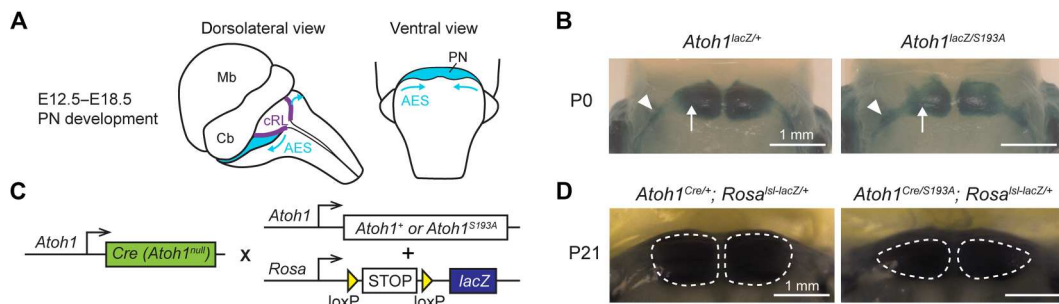 A
Dorsolateral view
Ventral view
E12.5–E18.5
PN development
Mb
Cb
cRL
AES
PN
AES
B
Atoh1lacZ/+
Atoh1lacZ/S193A
P0
1 mm
C
Atoh1
Cre (Atoh1null)
x
Atoh1
Atoh1+ or Atoh1S193A
+
Rosa
STOP
lacZ
loxP
loxP
D
Atoh1Cre/+; Rosalsl-lacZ/+
Atoh1Cre/S193A; Rosalsl-lacZ/+
P21
1 mm